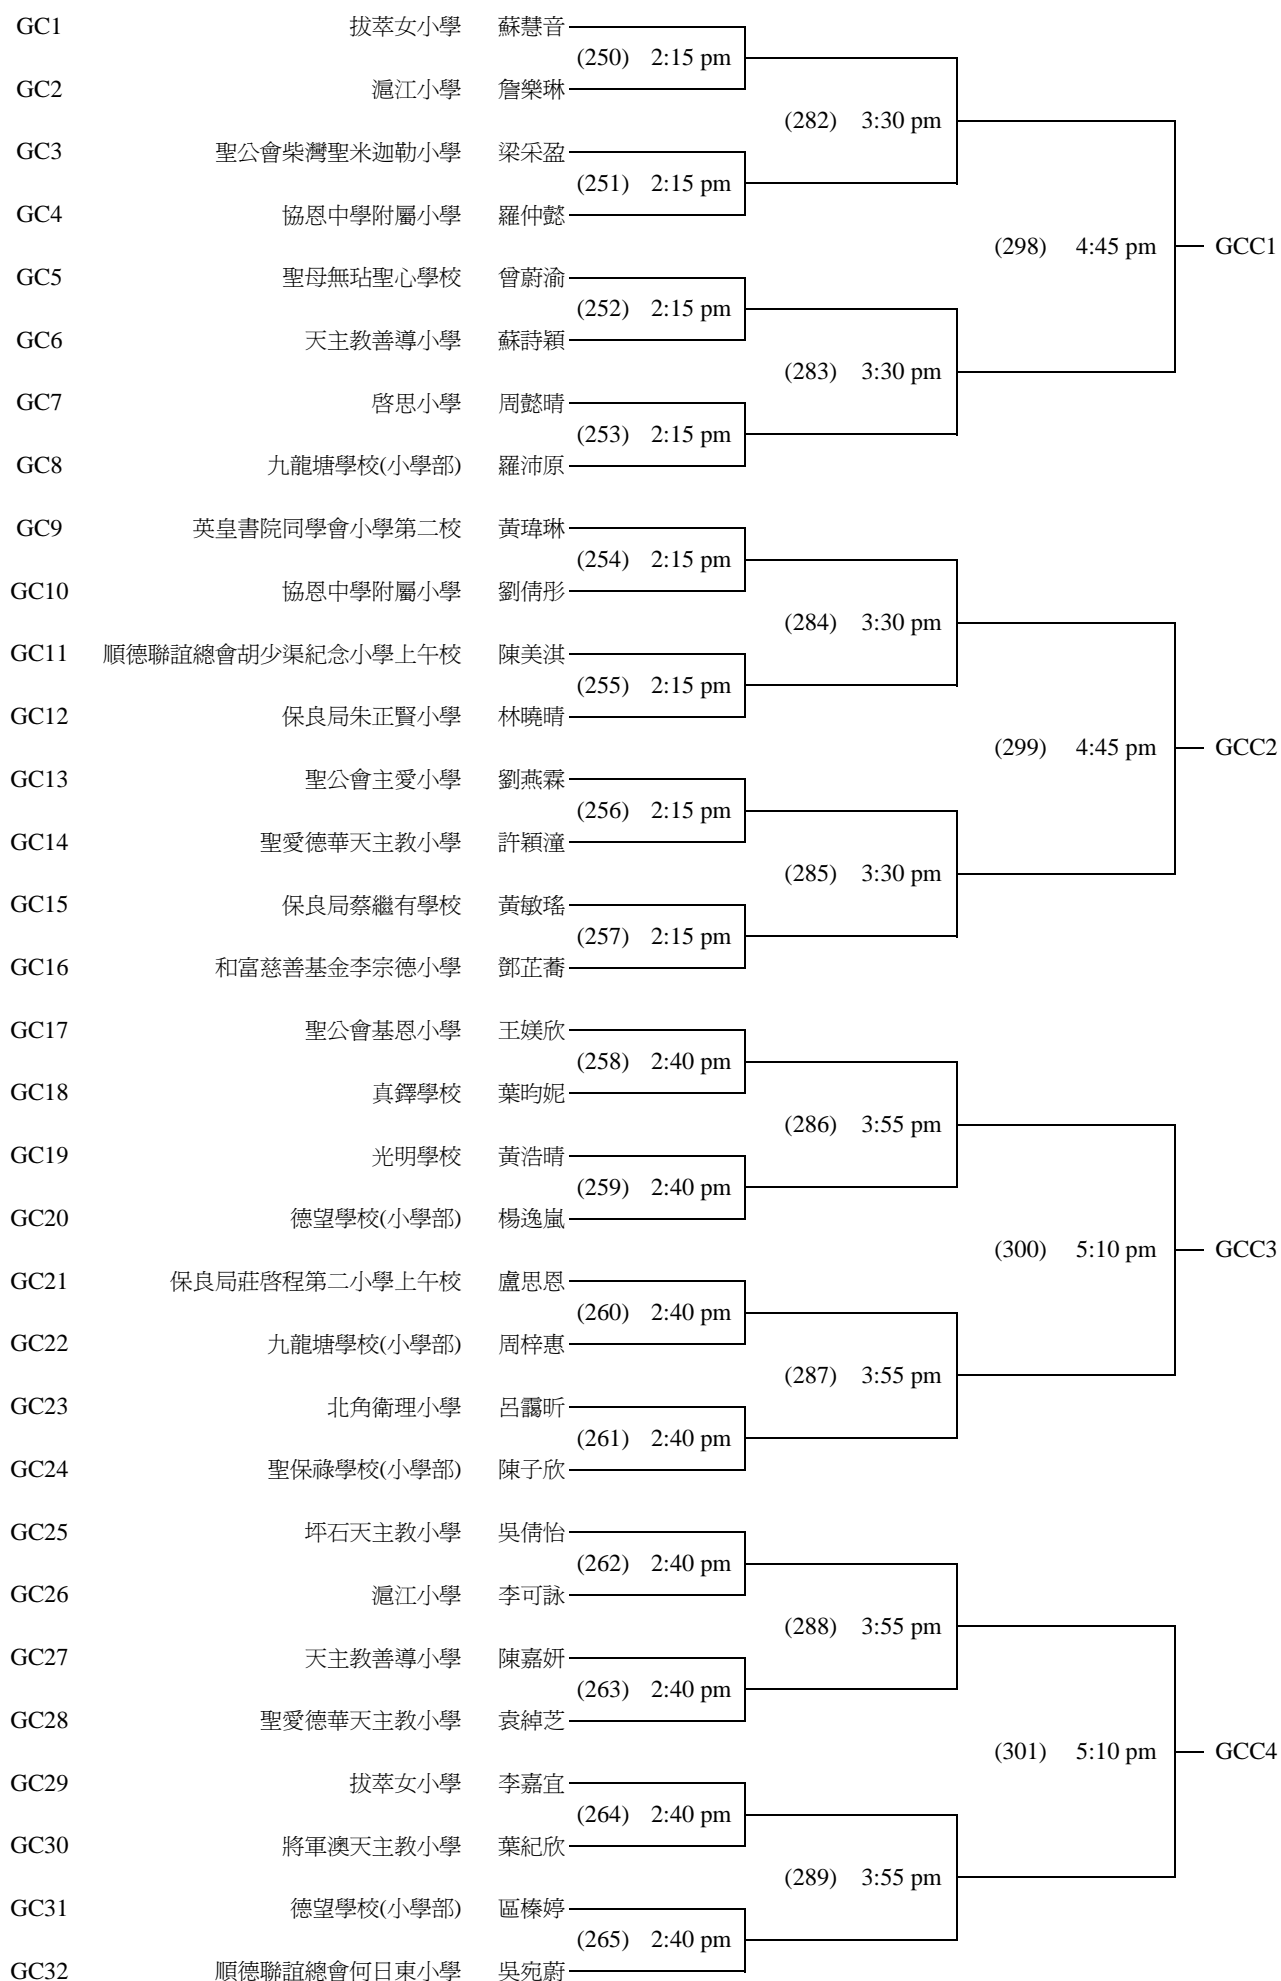 GC1 拔萃女小學 蘇慧音
(250) 2:15 pm
GC2 滬江小學 詹樂琳
(282) 3:30 pm
GC3 聖公會柴灣聖米迦勒小學 梁采盈
(251) 2:15 pm
GC4 協恩中學附屬小學 羅仲懿
(298) 4:45 pm GCC1
GC5 聖母無玷聖心學校 曾蔚渝
(252) 2:15 pm
GC6 天主教善導小學 蘇詩穎
(283) 3:30 pm
GC7 啓思小學 周懿晴
(253) 2:15 pm
GC8 九龍塘學校(小學部) 羅沛原
GC9 英皇書院同學會小學第二校 黃瑋琳
(254) 2:15 pm
GC10 協恩中學附屬小學 劉倩彤
(284) 3:30 pm
GC11 順德聯誼總會胡少渠紀念小學上午校 陳美淇
(255) 2:15 pm
GC12 保良局朱正賢小學 林曉晴
(299) 4:45 pm GCC2
GC13 聖公會主愛小學 劉燕霖
(256) 2:15 pm
GC14 聖愛德華天主教小學 許穎潼
(285) 3:30 pm
GC15 保良局蔡繼有學校 黃敏瑤
(257) 2:15 pm
GC16 和富慈善基金李宗德小學 鄧芷蕎
GC17 聖公會基恩小學 王媄欣
(258) 2:40 pm
GC18 真鐸學校 葉昀妮
(286) 3:55 pm
GC19 光明學校 黃浩晴
(259) 2:40 pm
GC20 德望學校(小學部) 楊逸嵐
(300) 5:10 pm GCC3
GC21 保良局莊啓程第二小學上午校 盧思恩
(260) 2:40 pm
GC22 九龍塘學校(小學部) 周梓惠
(287) 3:55 pm
GC23 北角衛理小學 呂靄昕
(261) 2:40 pm
GC24 聖保祿學校(小學部) 陳子欣
GC25 坪石天主教小學 吳倩怡
(262) 2:40 pm
GC26 滬江小學 李可詠
(288) 3:55 pm
GC27 天主教善導小學 陳嘉妍
(263) 2:40 pm
GC28 聖愛德華天主教小學 袁綽芝
(301) 5:10 pm GCC4
GC29 拔萃女小學 李嘉宜
(264) 2:40 pm
GC30 將軍澳天主教小學 葉紀欣
(289) 3:55 pm
GC31 德望學校(小學部) 區榛婷
(265) 2:40 pm
GC32 順德聯誼總會何日東小學 吳宛蔚